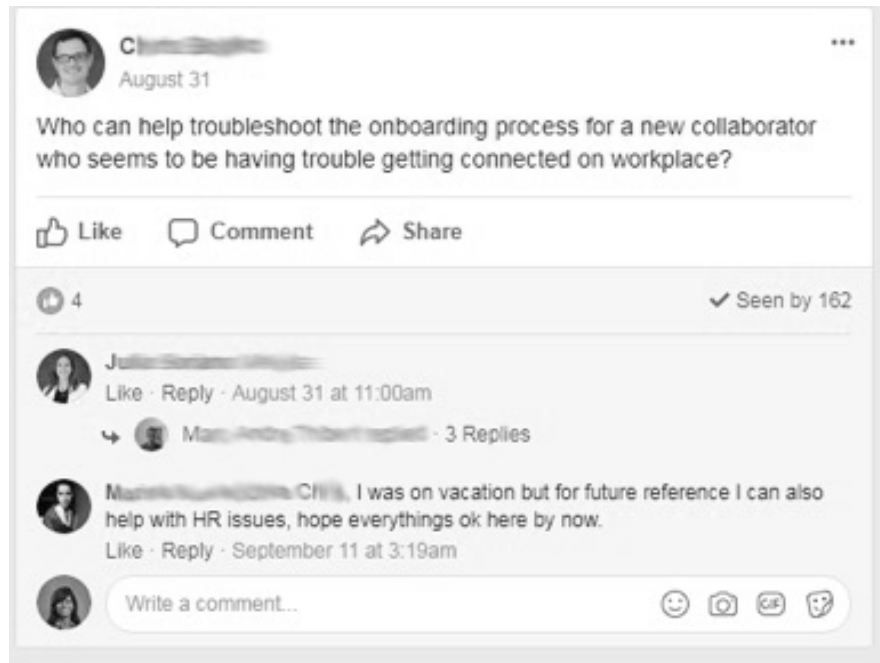 August 31
Who can help troubleshoot the onboarding process for a new collaborator
who seems to be having trouble getting connected on workplace?
Like Comment Share
4 Seen by 162
Like · Reply · August 31 at 11:00am
· 3 Replies
I was on vacation but for future reference I can also
help with HR issues, hope everythings ok here by now.
Like · Reply · September 11 at 3:19am
Write a comment... GIF